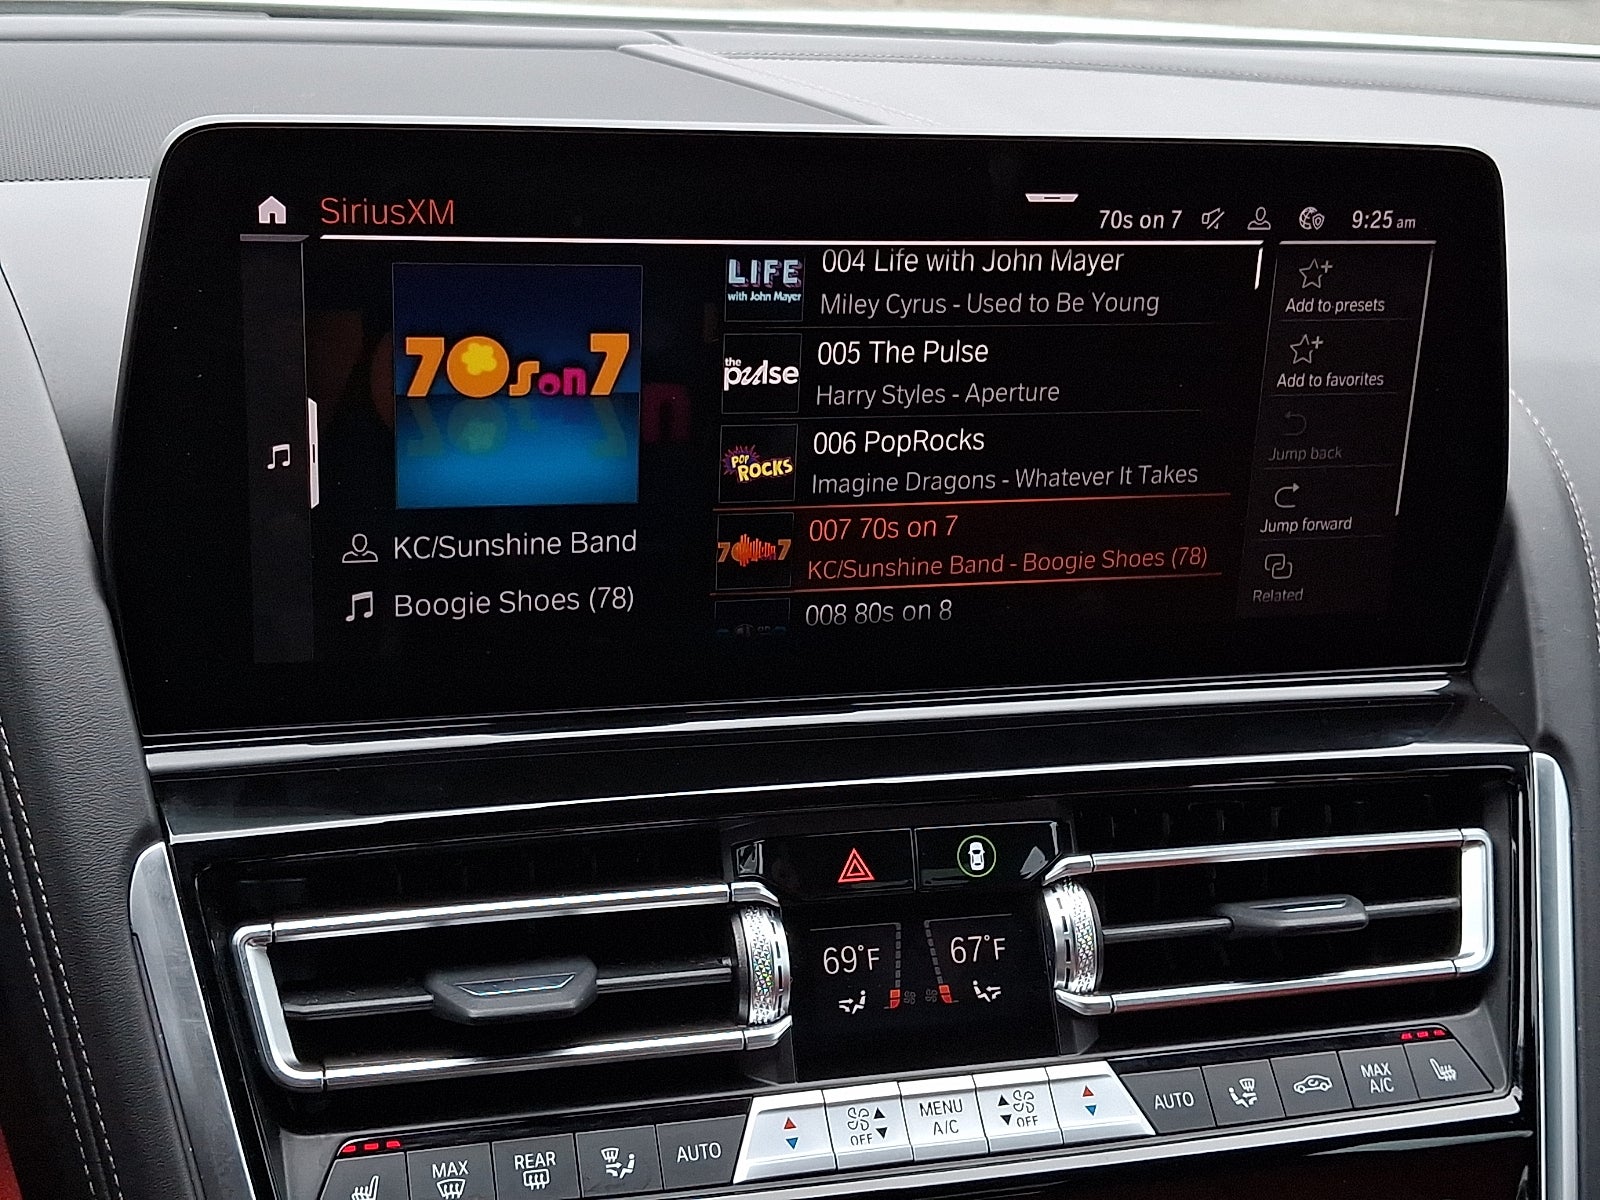 SiriusXM
70s on 7
9:25 am
70s on 7
KC/Sunshine Band
Boogie Shoes (78)
LIFE
with John Mayer
004 Life with John Mayer
Miley Cyrus - Used to Be Young
the
pulse
005 The Pulse
Harry Styles - Aperture
POP
ROCKS
006 PopRocks
Imagine Dragons - Whatever It Takes
007 70s on 7
KC/Sunshine Band - Boogie Shoes (78)
008 80s on 8
Add to presets
Add to favorites
Jump back
Jump forward
Related
69°F
67°F
MAX
REAR
AUTO
OFF
MENU
A/C
OFF
AUTO
MAX
A/C